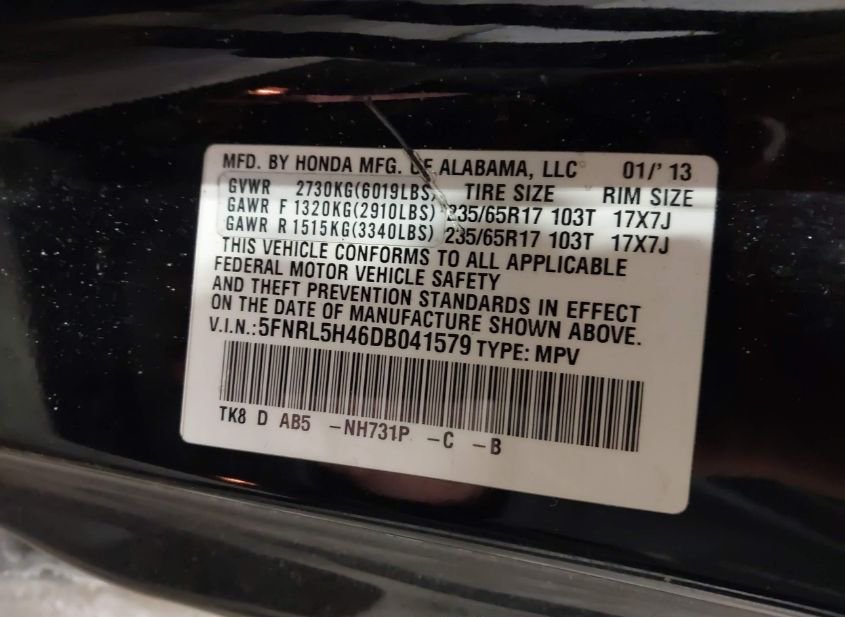 MFD. BY HONDA MFG. OF ALABAMA, LLC 01/'13
GVWR 2730KG(6019LBS) TIRE SIZE RIM SIZE
GAWR F 1320KG(2910LBS) 235/65R17 103T 17X7J
GAWR R 1515KG(3340LBS) 235/65R17 103T 17X7J
THIS VEHICLE CONFORMS TO ALL APPLICABLE
FEDERAL MOTOR VEHICLE SAFETY
AND THEFT PREVENTION STANDARDS IN EFFECT
ON THE DATE OF MANUFACTURE SHOWN ABOVE.
V.I.N.: 5FNRL5H46DB041579 TYPE: MPV
TK8 D AB5 -NH731P -C -B